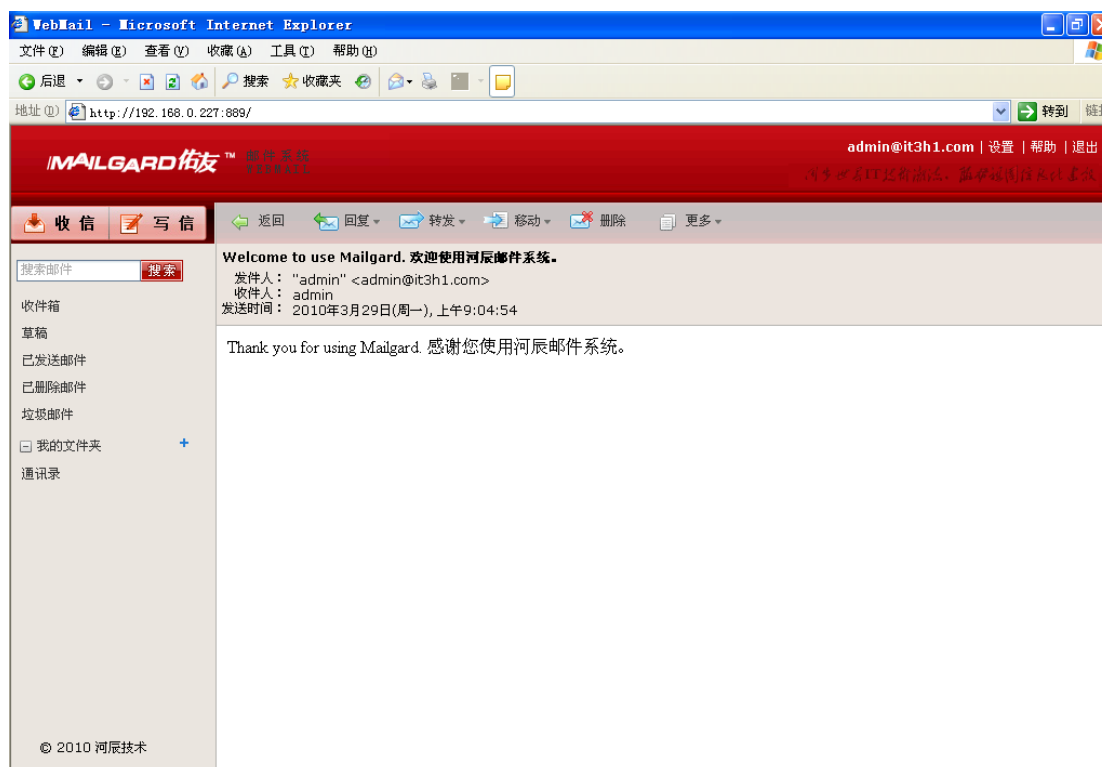 WebMail - Microsoft Internet Explorer
文件(F) 编辑(E) 查看(V) 收藏(A) 工具(T) 帮助(H)
后退 搜索 收藏夹
地址(D) http://192.168.0.227:889/ 转到
MAILGARD佑友™ 邮件系统
WEBMAIL
admin@it3h1.com | 设置 | 帮助 | 退出
收信 写信 返回 回复 转发 移动 删除 更多
搜索邮件 搜索
收件箱
草稿
已发送邮件
已删除邮件
垃圾邮件
我的文件夹 +
通讯录
Welcome to use Mailgard. 欢迎使用河辰邮件系统。
发件人: "admin" <admin@it3h1.com>
收件人: admin
发送时间: 2010年3月29日(周一), 上午9:04:54
Thank you for using Mailgard. 感谢您使用河辰邮件系统。
© 2010 河辰技术